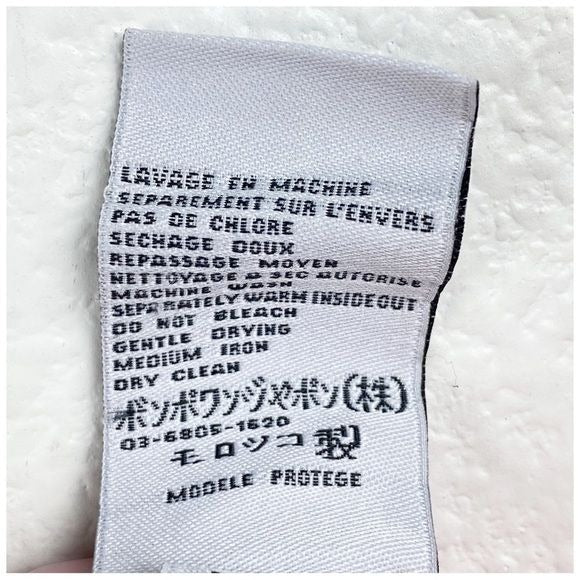 LAVAGE EN MACHINE
SEPAREMENT SUR L'ENVERS
PAS DE CHLORE
SECHAGE DOUX
REPASSAGE MOYEN
NETTOYAGE A SEC AUTORISE
MACHINE WASH
SEPARATELY WARM INSIDE OUT
DO NOT BLEACH
GENTLE DRYING
MEDIUM IRON
DRY CLEAN
ボンポワンジャポン(株)
03-6805-1620
モロッコ製
MODELE PROTEGE